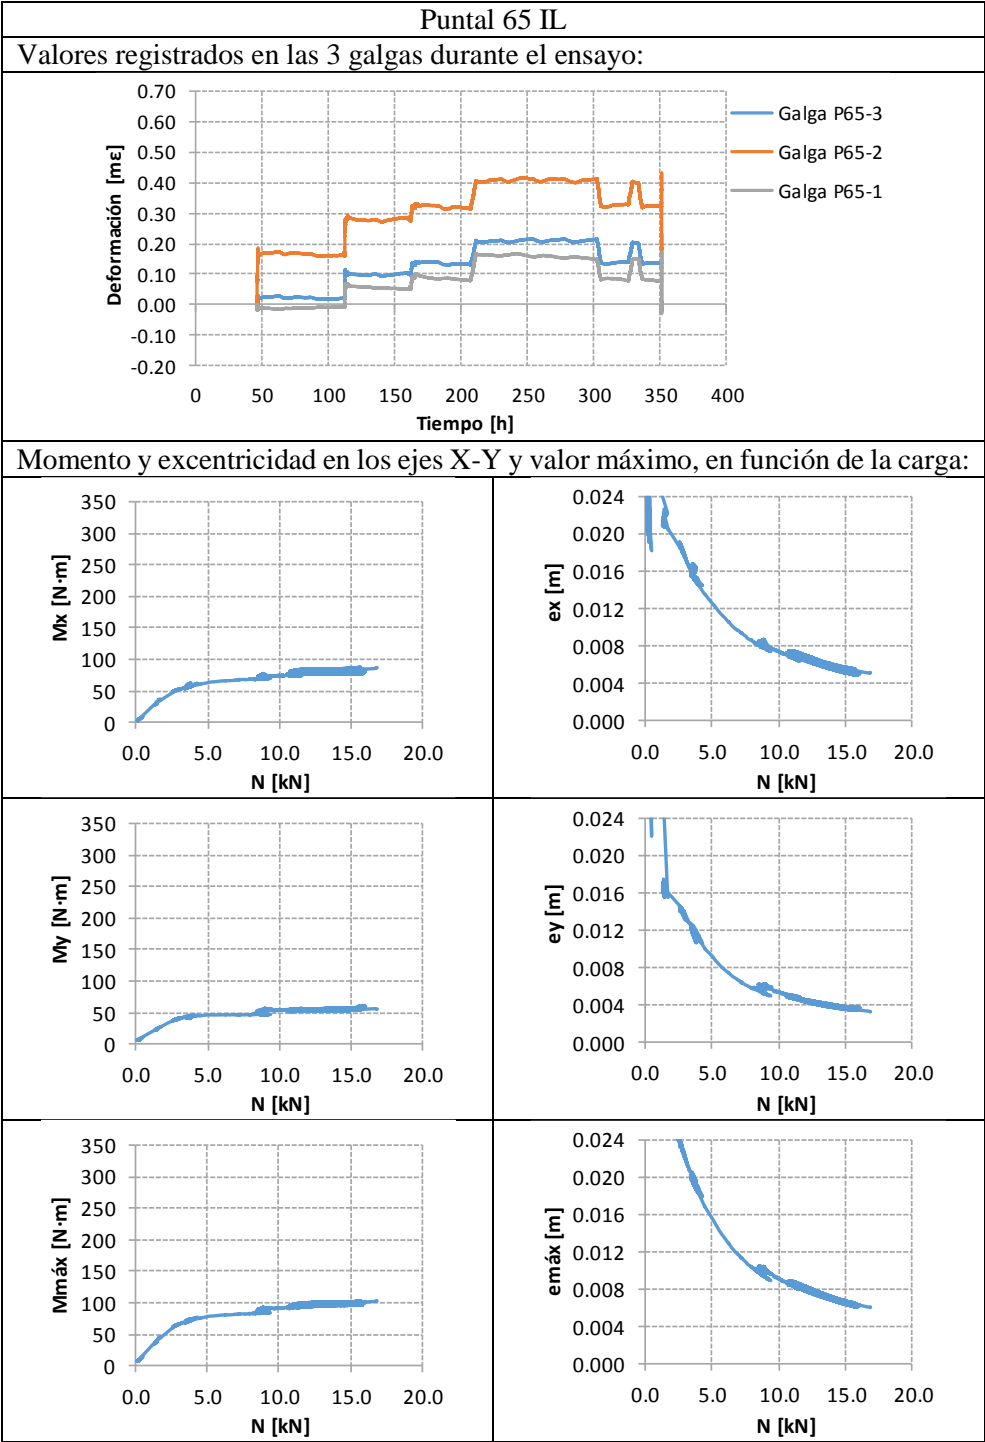 Puntal 65 IL
Valores registrados en las 3 galgas durante el ensayo:
0.70
0.60
0.50
0.40
0.30
0.20
0.10
0.00
-0.10
-0.20
Deformación [mε]
0 50 100 150 200 250 300 350 400
Tiempo [h]
Galga P65-3
Galga P65-2
Galga P65-1
Momento y excentricidad en los ejes X-Y y valor máximo, en función de la carga:
350
300
250
200
150
100
50
0
Mx [N·m]
0.0 5.0 10.0 15.0 20.0
N [kN]
0.024
0.020
0.016
0.012
0.008
0.004
0.000
ex [m]
0.0 5.0 10.0 15.0 20.0
N [kN]
350
300
250
200
150
100
50
0
My [N·m]
0.0 5.0 10.0 15.0 20.0
N [kN]
0.024
0.020
0.016
0.012
0.008
0.004
0.000
ey [m]
0.0 5.0 10.0 15.0 20.0
N [kN]
350
300
250
200
150
100
50
0
Mmáx [N·m]
0.0 5.0 10.0 15.0 20.0
N [kN]
0.024
0.020
0.016
0.012
0.008
0.004
0.000
emáx [m]
0.0 5.0 10.0 15.0 20.0
N [kN]